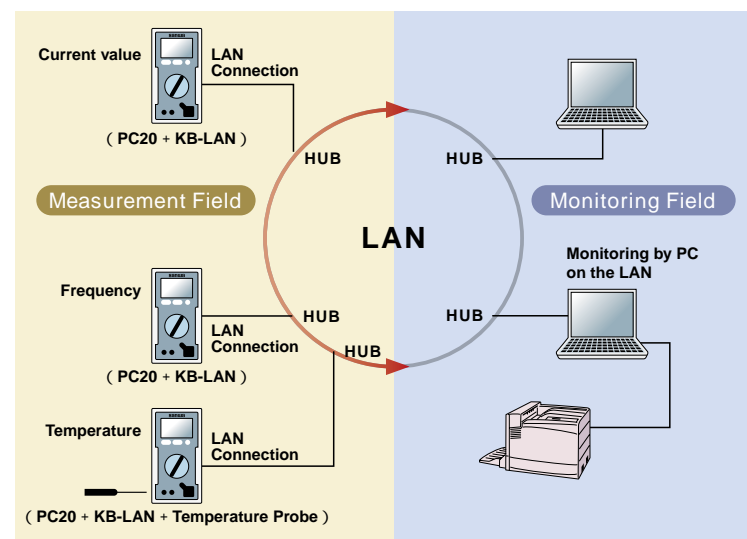 Current value
LAN
Connection
( PC20 + KB-LAN )
HUB
HUB
Measurement Field
Monitoring Field
LAN
Monitoring by PC
on the LAN
Frequency
HUB
HUB
LAN
Connection
HUB
( PC20 + KB-LAN )
Temperature
LAN
Connection
( PC20 + KB-LAN + Temperature Probe )